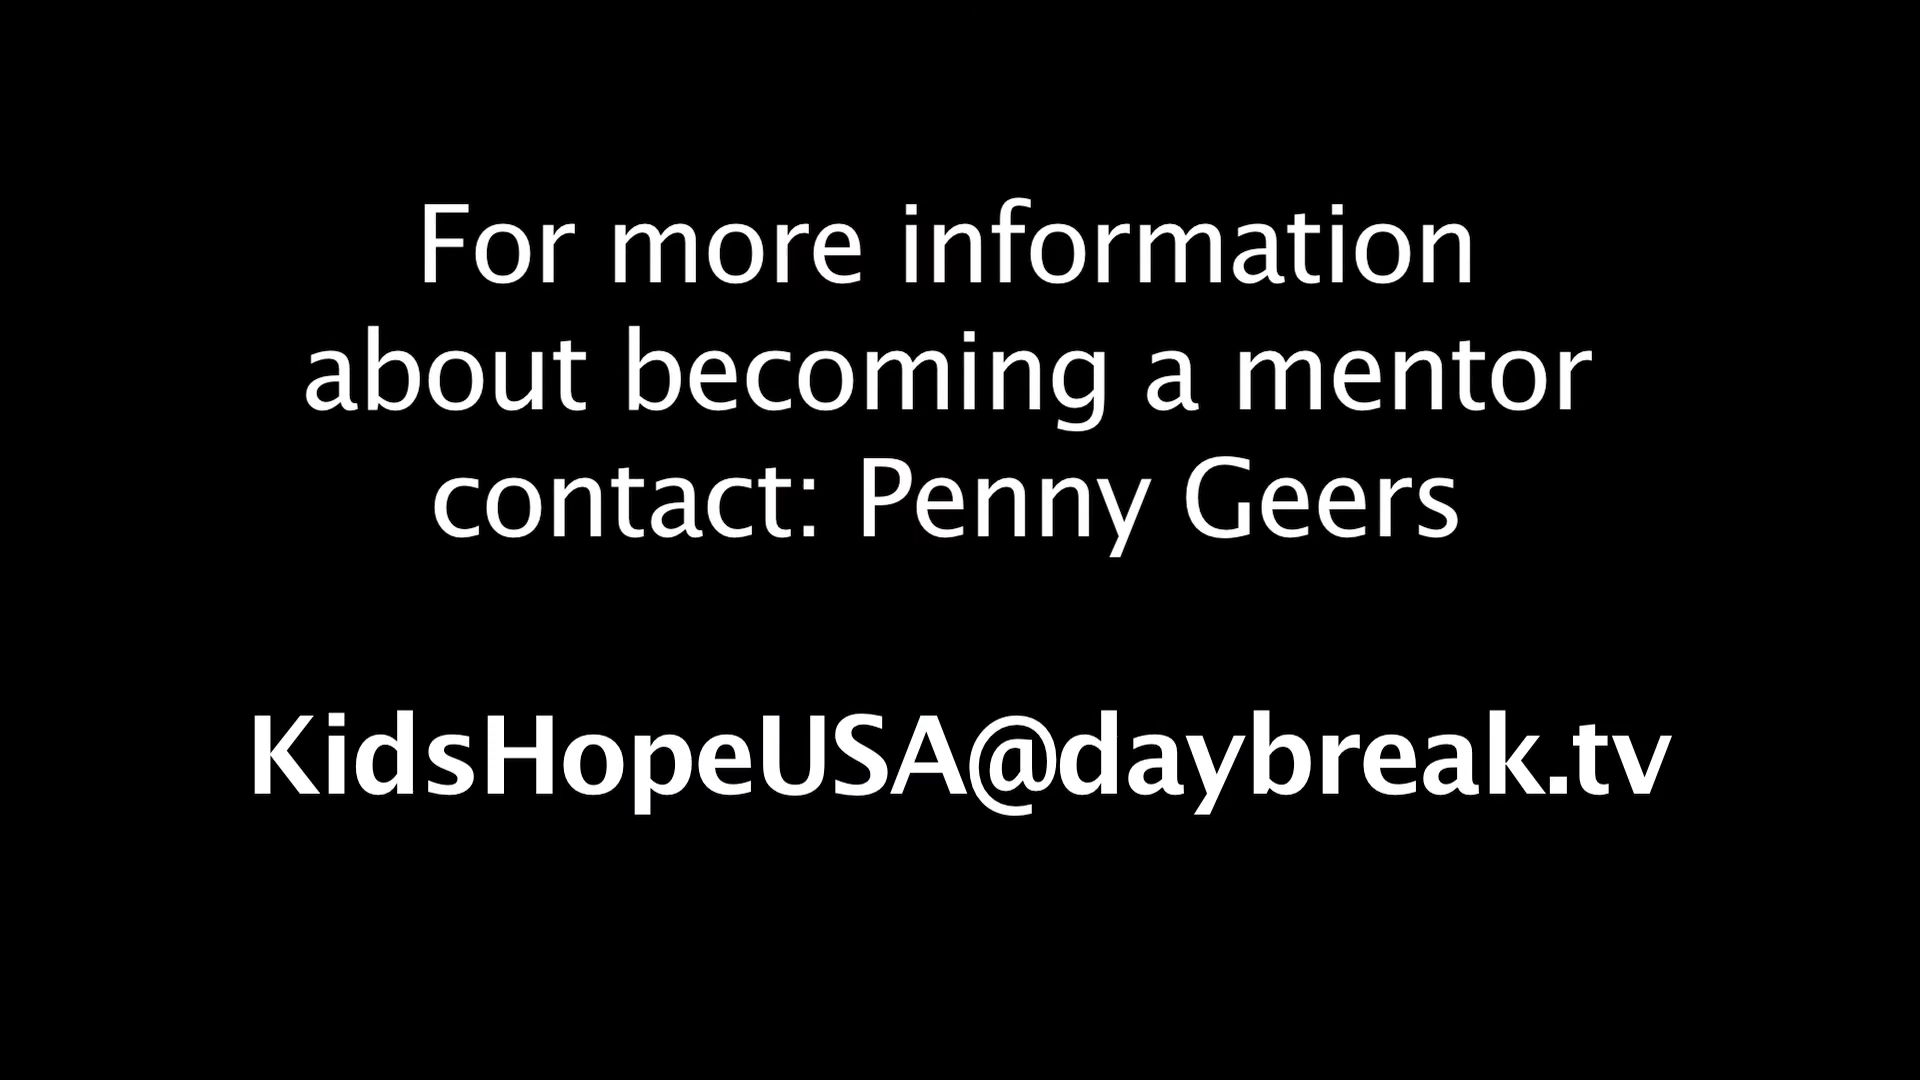 For more information
about becoming a mentor
contact: Penny Geers
KidsHopeUSA@daybreak.tv